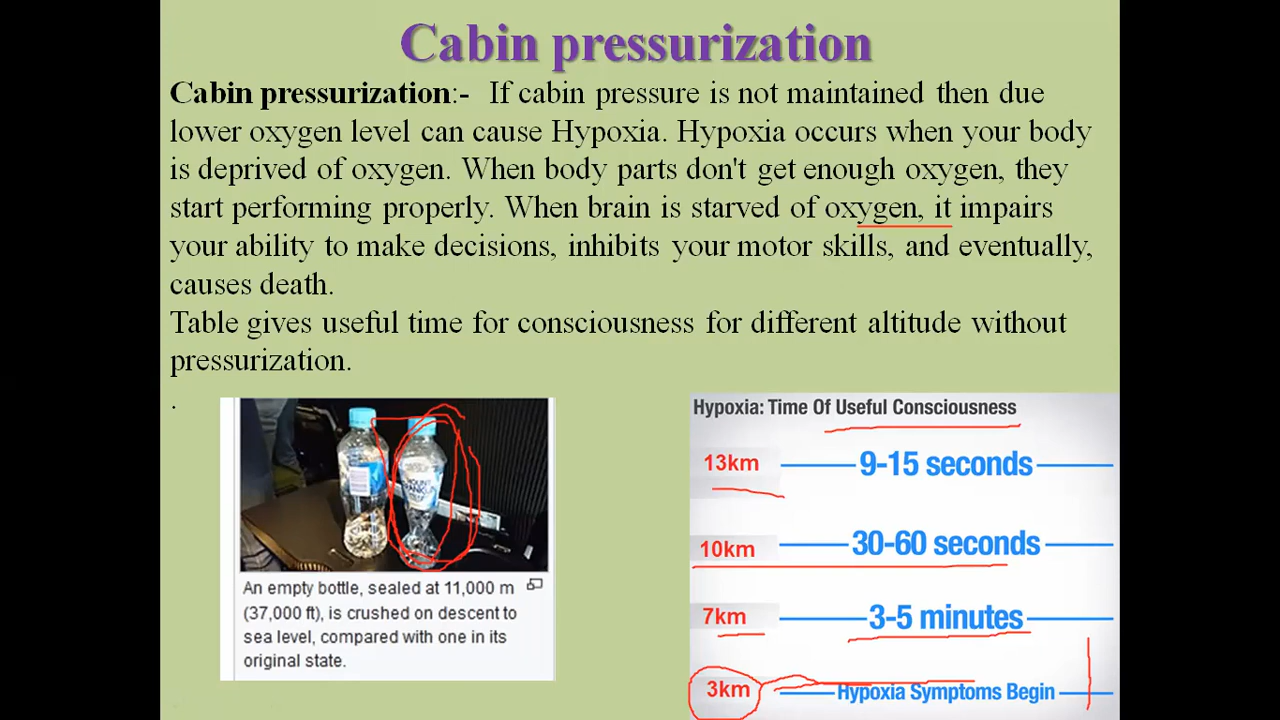 Cabin pressurization
Cabin pressurization:- If cabin pressure is not maintained then due
lower oxygen level can cause Hypoxia. Hypoxia occurs when your body
is deprived of oxygen. When body parts don't get enough oxygen, they
start performing properly. When brain is starved of oxygen, it impairs
your ability to make decisions, inhibits your motor skills, and eventually,
causes death.
Table gives useful time for consciousness for different altitude without
pressurization.
.
An empty bottle, sealed at 11,000 m
(37,000 ft), is crushed on descent to
sea level, compared with one in its
original state.
Hypoxia: Time Of Useful Consciousness
13km 9-15 seconds
10km 30-60 seconds
7km 3-5 minutes
3km Hypoxia Symptoms Begin